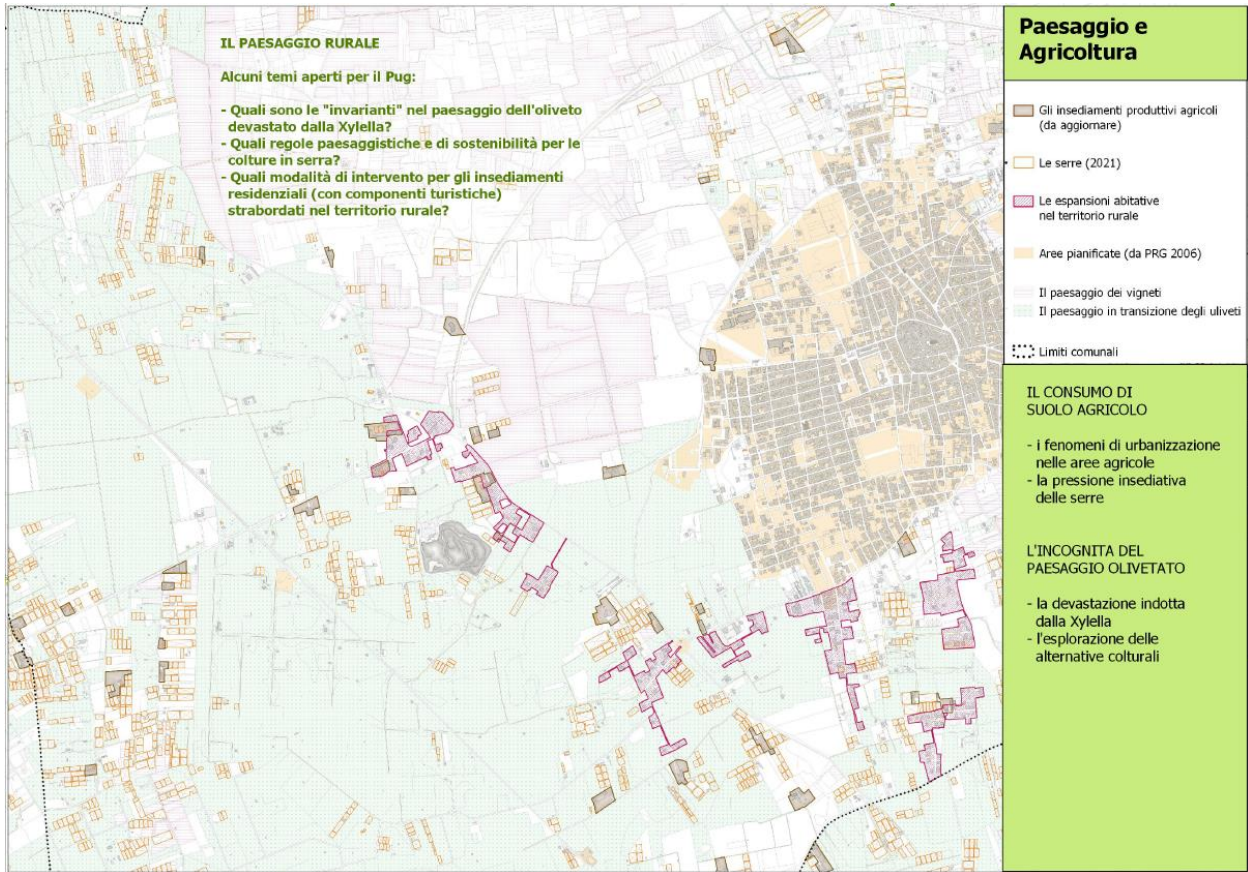 IL PAESAGGIO RURALE
Alcuni temi aperti per il Pug:
- Quali sono le "invarianti" nel paesaggio dell'oliveto
devastato dalla Xylella?
- Quali regole paesaggistiche e di sostenibilità per le
colture in serra?
- Quali modalità di intervento per gli insediamenti
residenziali (con componenti turistiche)
strabordati nel territorio rurale?
Paesaggio e
Agricoltura
Gli insediamenti produttivi agricoli
(da aggiornare)
Le serre (2021)
Le espansioni abitative
nel territorio rurale
Aree pianificate (da PRG 2006)
Il paesaggio dei vigneti
Il paesaggio in transizione degli uliveti
Limiti comunali
IL CONSUMO DI
SUOLO AGRICOLO
- i fenomeni di urbanizzazione
nelle aree agricole
- la pressione insediativa
delle serre
L'INCOGNITA DEL
PAESAGGIO OLIVETATO
- la devastazione indotta
dalla Xylella
- l'esplorazione delle
alternative colturali